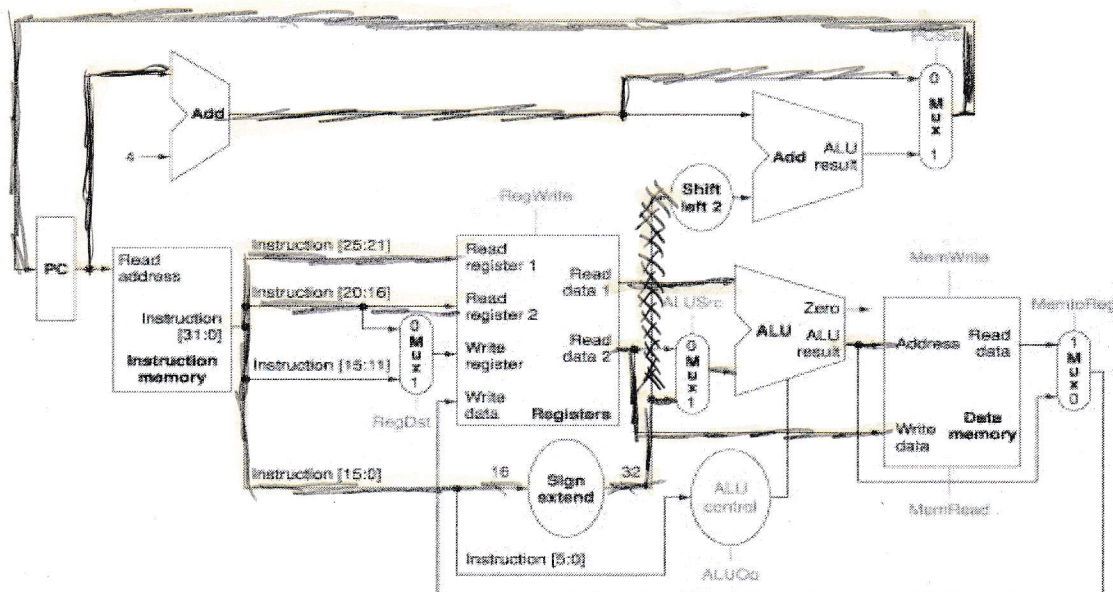 PCSrc
0
M
u
x
1
Add
4
Add
ALU
result
Shift
left 2
RegWrite
PC
Read
address
Instruction
[31:0]
Instruction
memory
Instruction [25:21]
Instruction [20:16]
Instruction [15:11]
Instruction [15:0]
0
M
u
x
1
RegDst
Read
register 1
Read
register 2
Write
register
Write
data
Read
data 1
Read
data 2
Registers
16
Sign
extend
32
Instruction [5:0]
ALUSrc
0
M
u
x
1
Zero
ALU
ALU
result
ALU
control
ALUOp
MemWrite
Address
Read
data
Write
data
Data
memory
MemRead
MemtoReg
1
M
u
x
0